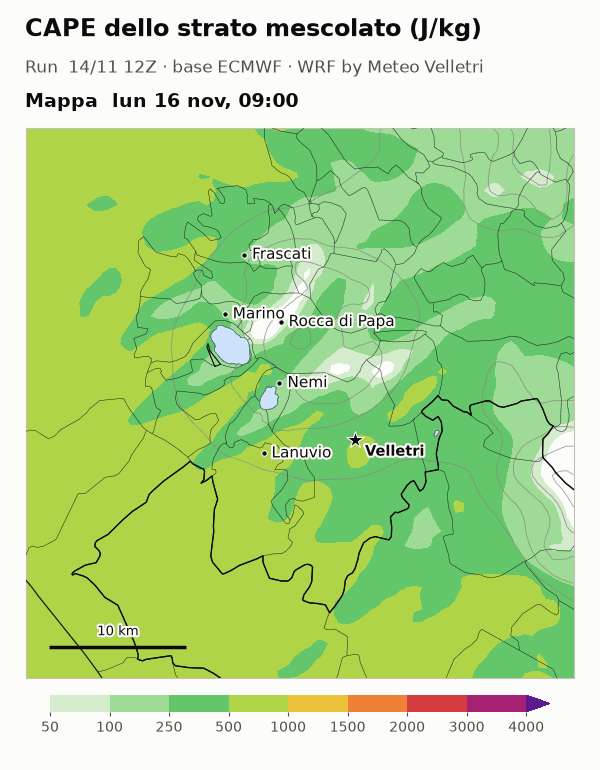 CAPE dello strato mescolato (J/kg)
Run  14/11 12Z · base ECMWF · WRF by Meteo Velletri
Mappa  lun 16 nov, 09:00
Frascati
Marino
Rocca di Papa
Nemi
Velletri
Lanuvio
10 km
50 100 250 500 1000 1500 2000 3000 4000